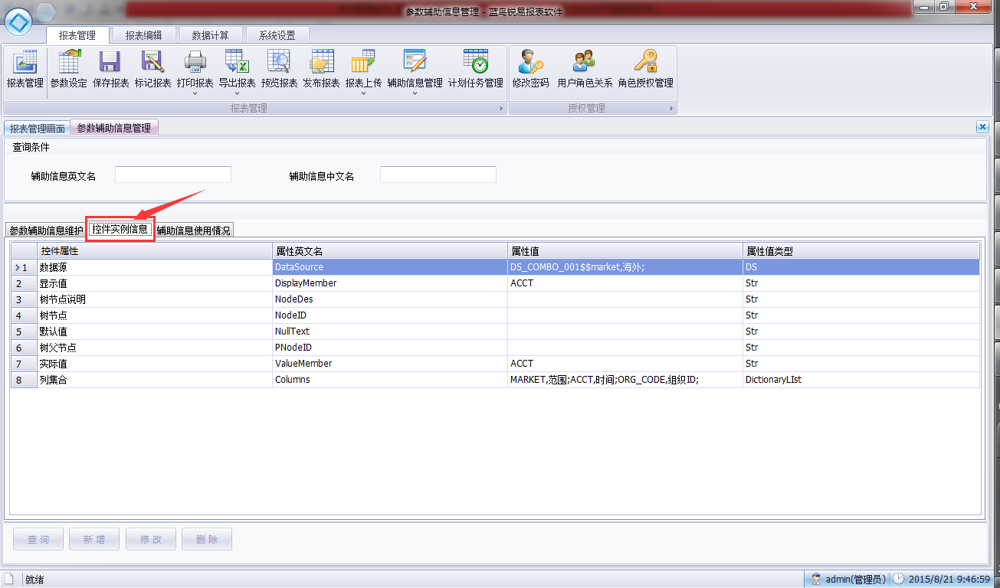 参数辅助信息管理 - 蓝鸟锐易报表软件
报表管理 报表编辑 数据计算 系统设置
报表管理 参数设定 保存报表 标记报表 打印报表 导出报表 预览报表 发布报表 报表上传 辅助信息管理 计划任务管理 修改密码 用户角色关系 角色授权管理
报表管理 授权管理
报表管理画面 参数辅助信息管理
查询条件
辅助信息英文名 辅助信息中文名
参数辅助信息维护 控件实例信息 辅助信息使用情况
控件属性 属性英文名 属性值 属性值类型
1 数据源 DataSource DS_COMBO_001$$market,海外; DS
2 显示值 DisplayMember ACCT Str
3 树节点说明 NodeDes Str
4 树节点 NodeID Str
5 默认值 NullText Str
6 树父节点 PNodeID Str
7 实际值 ValueMember ACCT Str
8 列集合 Columns MARKET,范围;ACCT,时间;ORG_CODE,组织ID; DictionaryLIst
查 询 新 增 修 改 删 除
就绪 admin(管理员) 2015/8/21 9:46:59